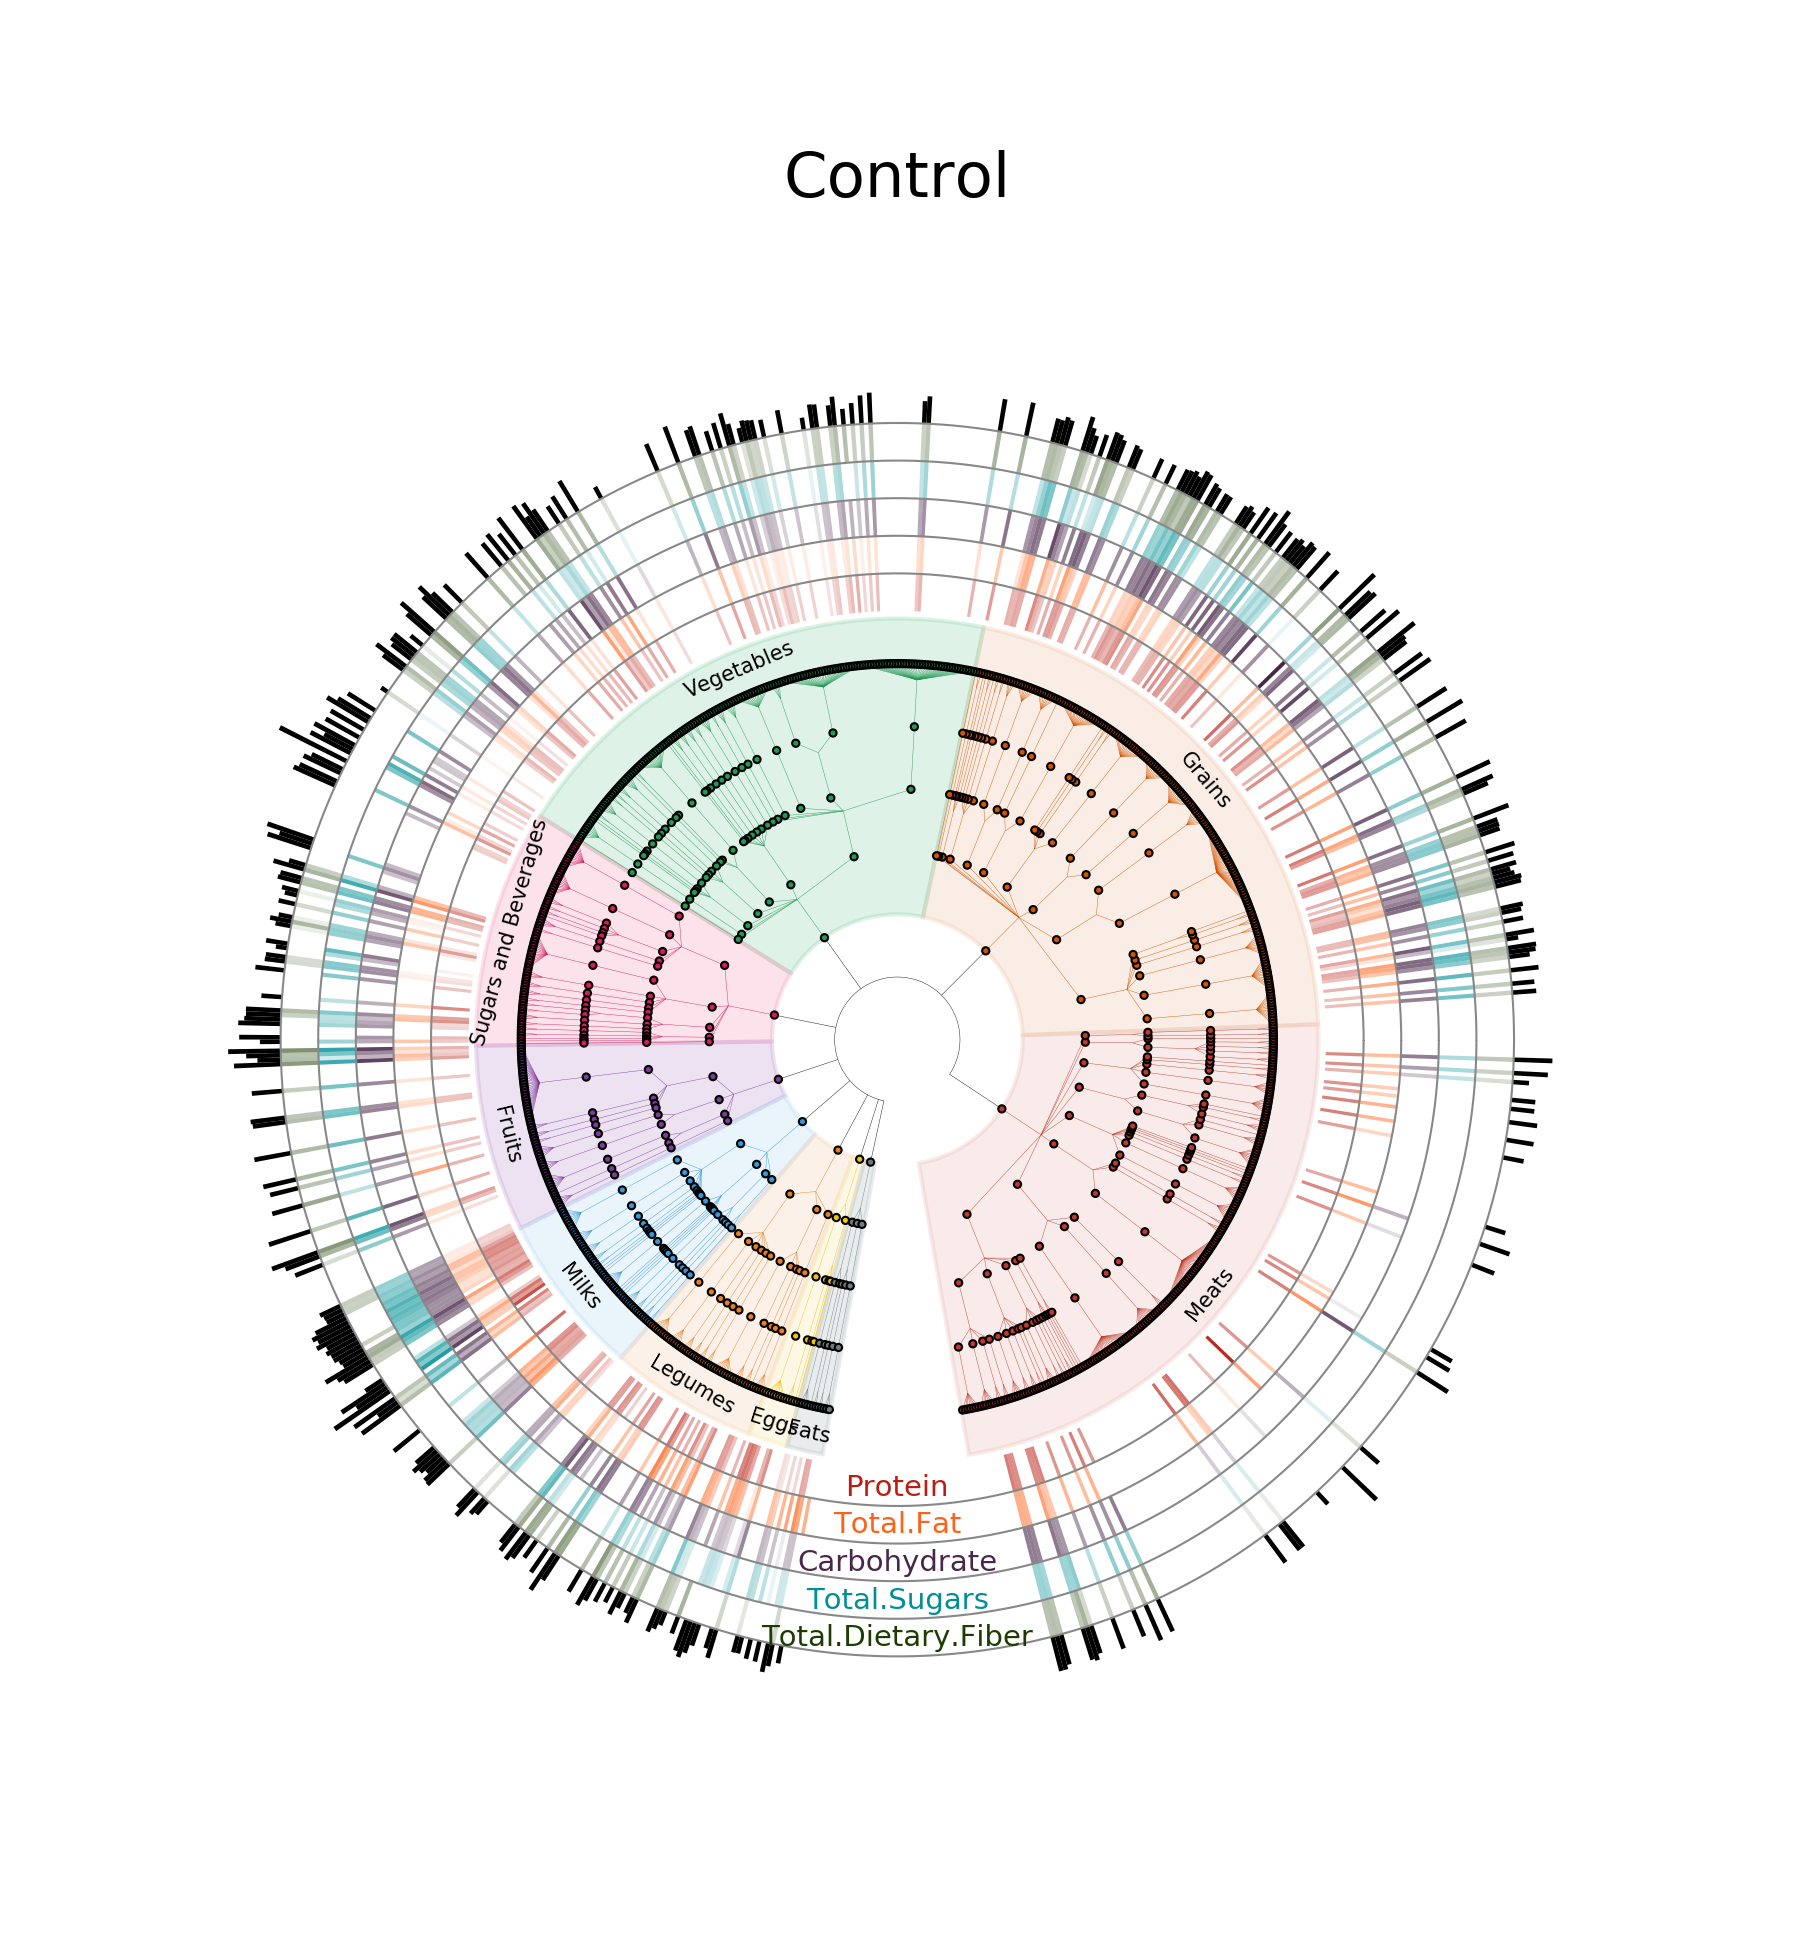 Control
Vegetables
Grains
Sugars and Beverages
Fruits
Milks
Meats
Legumes
Eggs
Fats
Protein
Total.Fat
Carbohydrate
Total.Sugars
Total.Dietary.Fiber